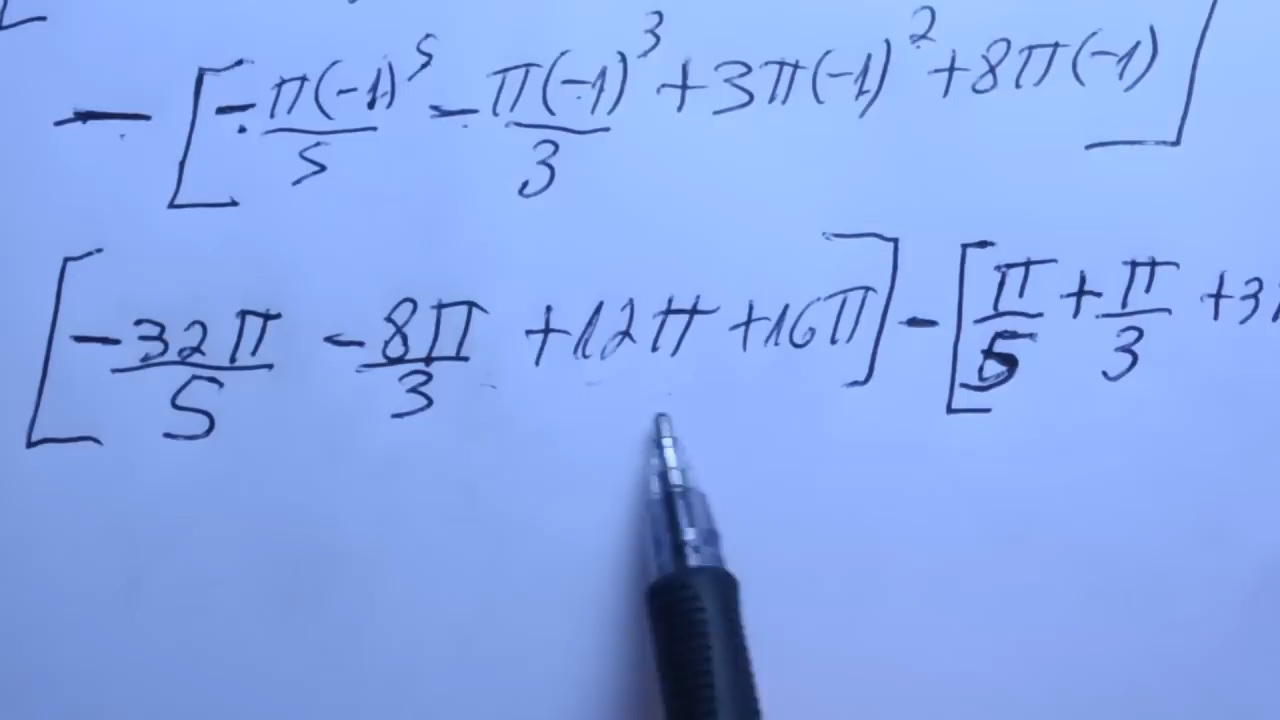 - [ - π(-1)^5/5 - π(-1)^3/3 + 3π(-1)^2 + 8π(-1) ]
[ -32π/5 - 8π/3 + 12π + 16π ] - [ π/5 + π/3 + 3